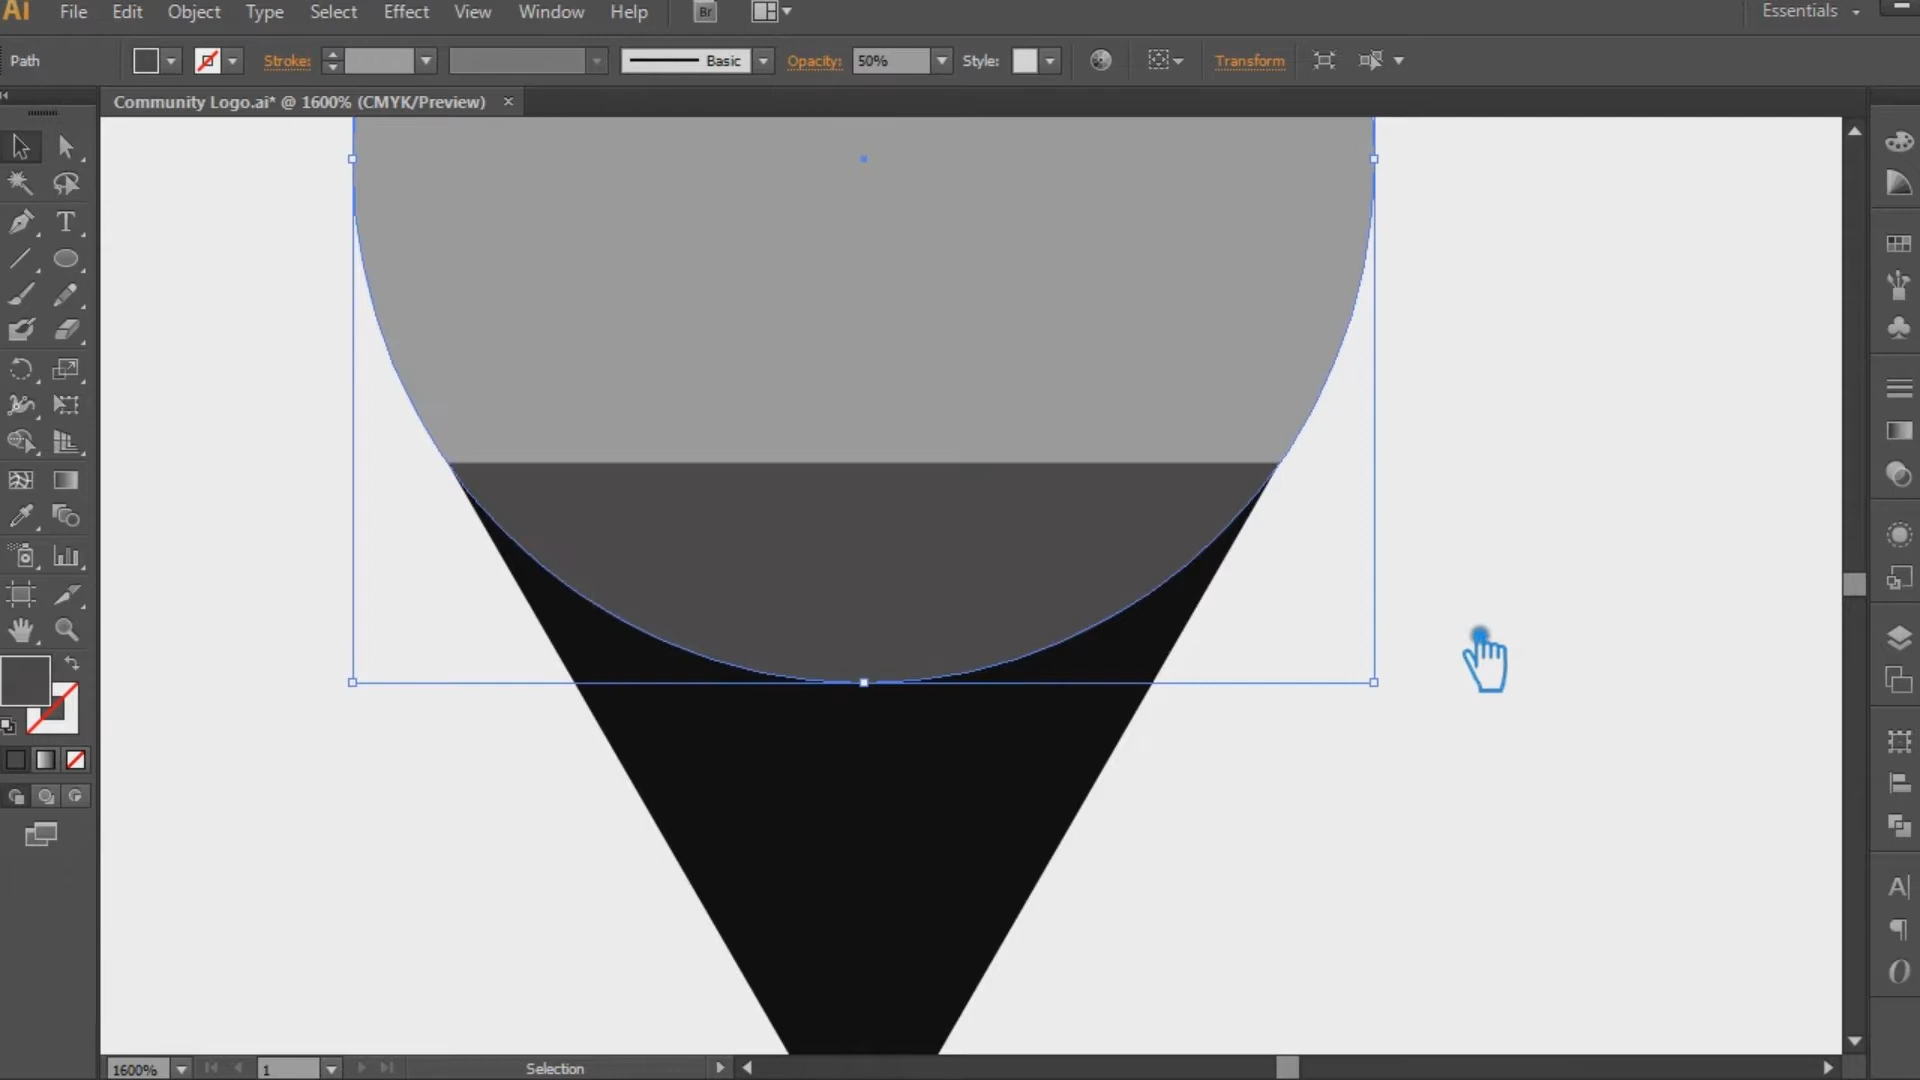 Ai File Edit Object Type Select Effect View Window Help Br Essentials
Path Stroke: Basic Opacity: 50% Style: Transform
Community Logo.ai* @ 1600% (CMYK/Preview) ×
T
A
O
1600% 1 Selection